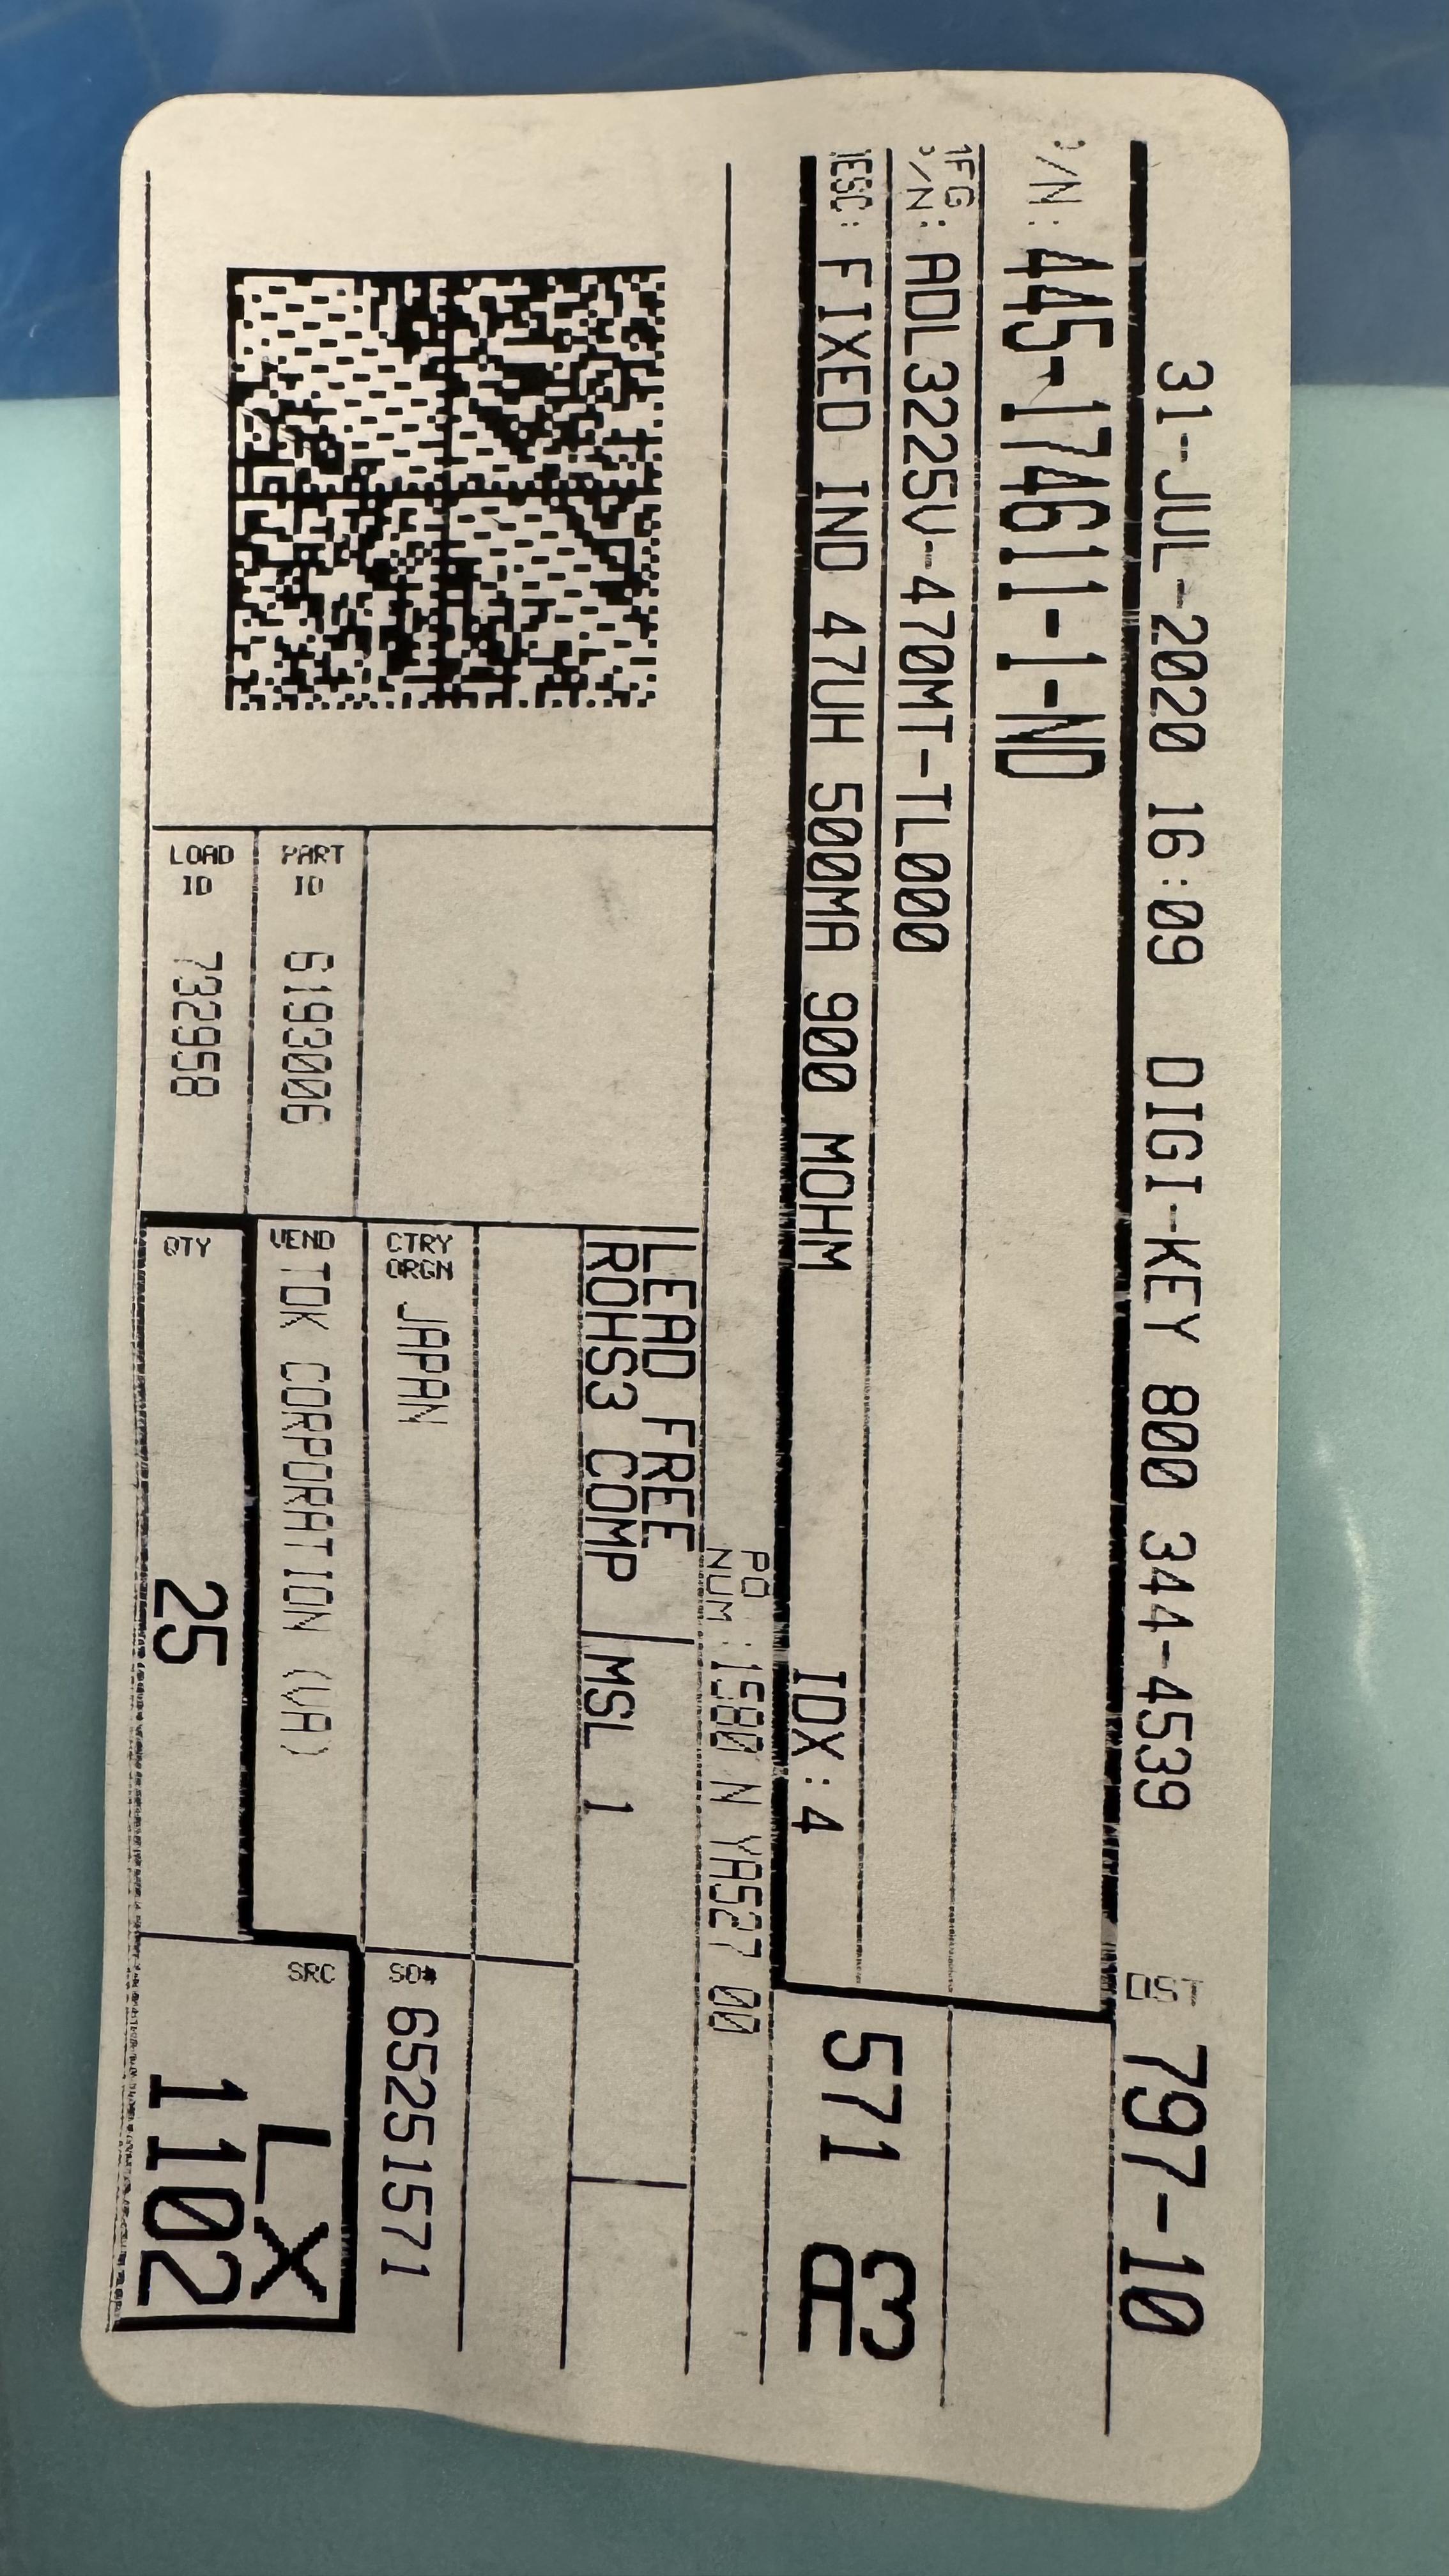 31-JUL-2020 16:09 DIGI-KEY 800 344-4539 DST 797-10
P/N: 445-174611-1-ND
MFG
P/N: ADL3225V-470MT-TL000
DESC: FIXED IND 47UH 500MA 900 MOHM
IDX:4
571
PO
NUM :1580 N YA527 00
LEAD FREE
ROHS3 COMP
MSL 1
CTRY
ORGN JAPAN
SO# 65251571
PART
ID 6193006
VEND TDK CORPORATION (VA)
SRC LX
1102
LOAD
ID 732958
QTY 25